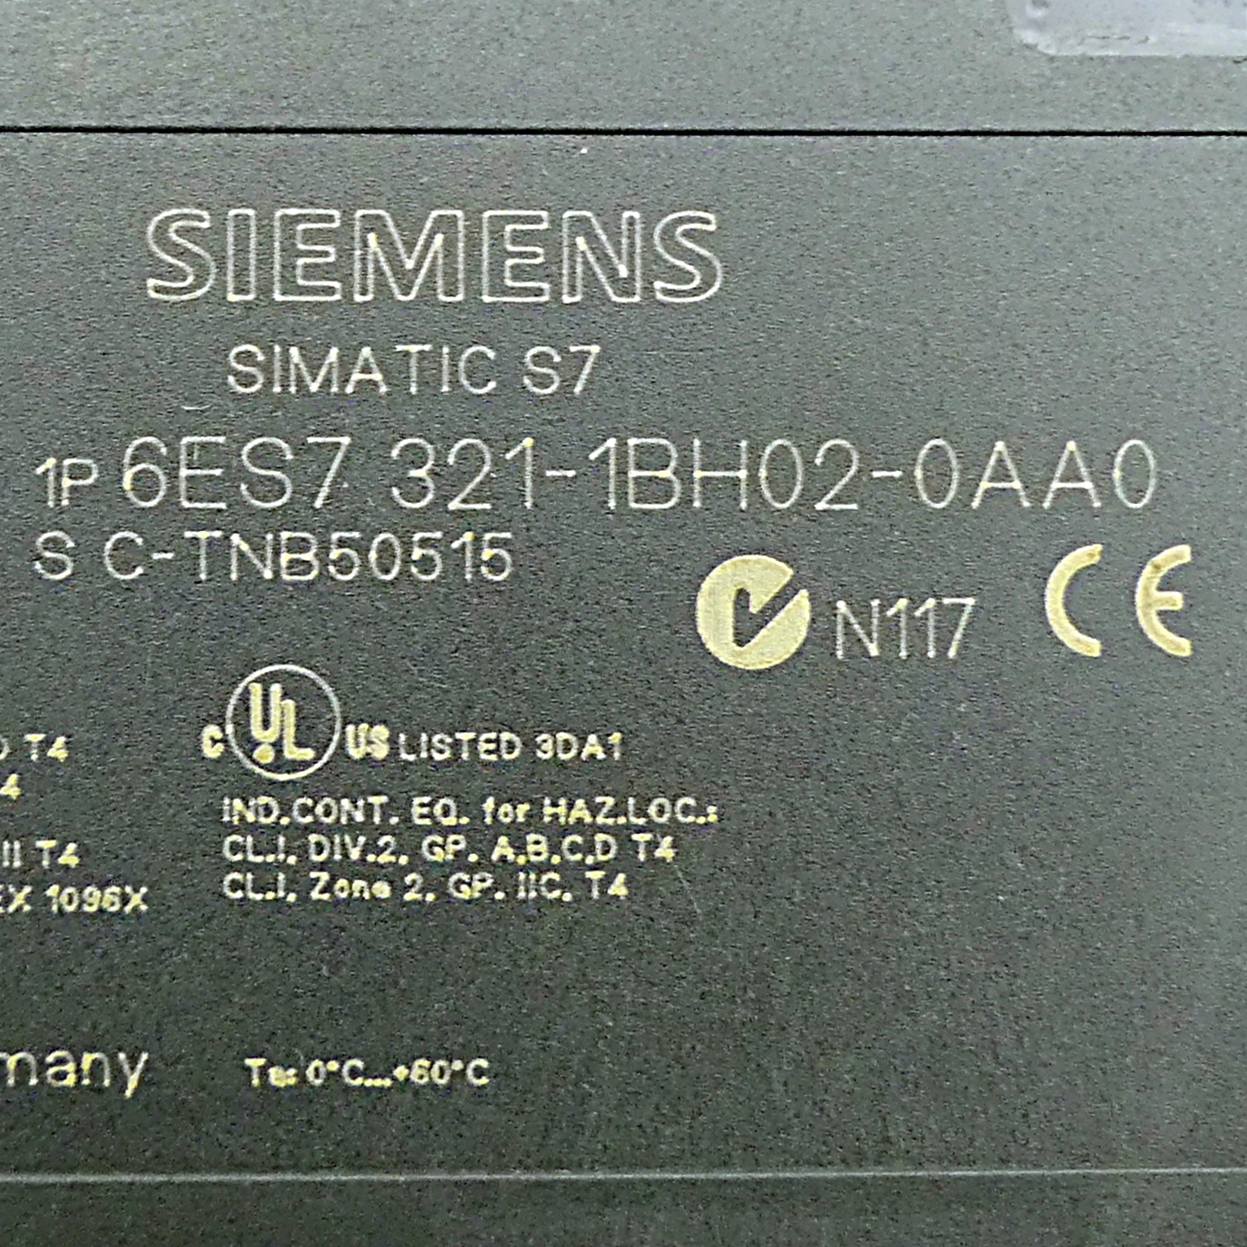 SIEMENS
SIMATIC S7
1P 6ES7 321-1BH02-0AA0
S C-TNB50515
N117 CE
C UL US LISTED 3DA1
T4
4
IND.CONT. EQ. for HAZ.LOC.:
II T4
CL.I, DIV.2, GP. A,B,C,D T4
EX 1096X
CL.I, Zone 2, GP. IIC, T4
many
Ta: 0°C...+60°C